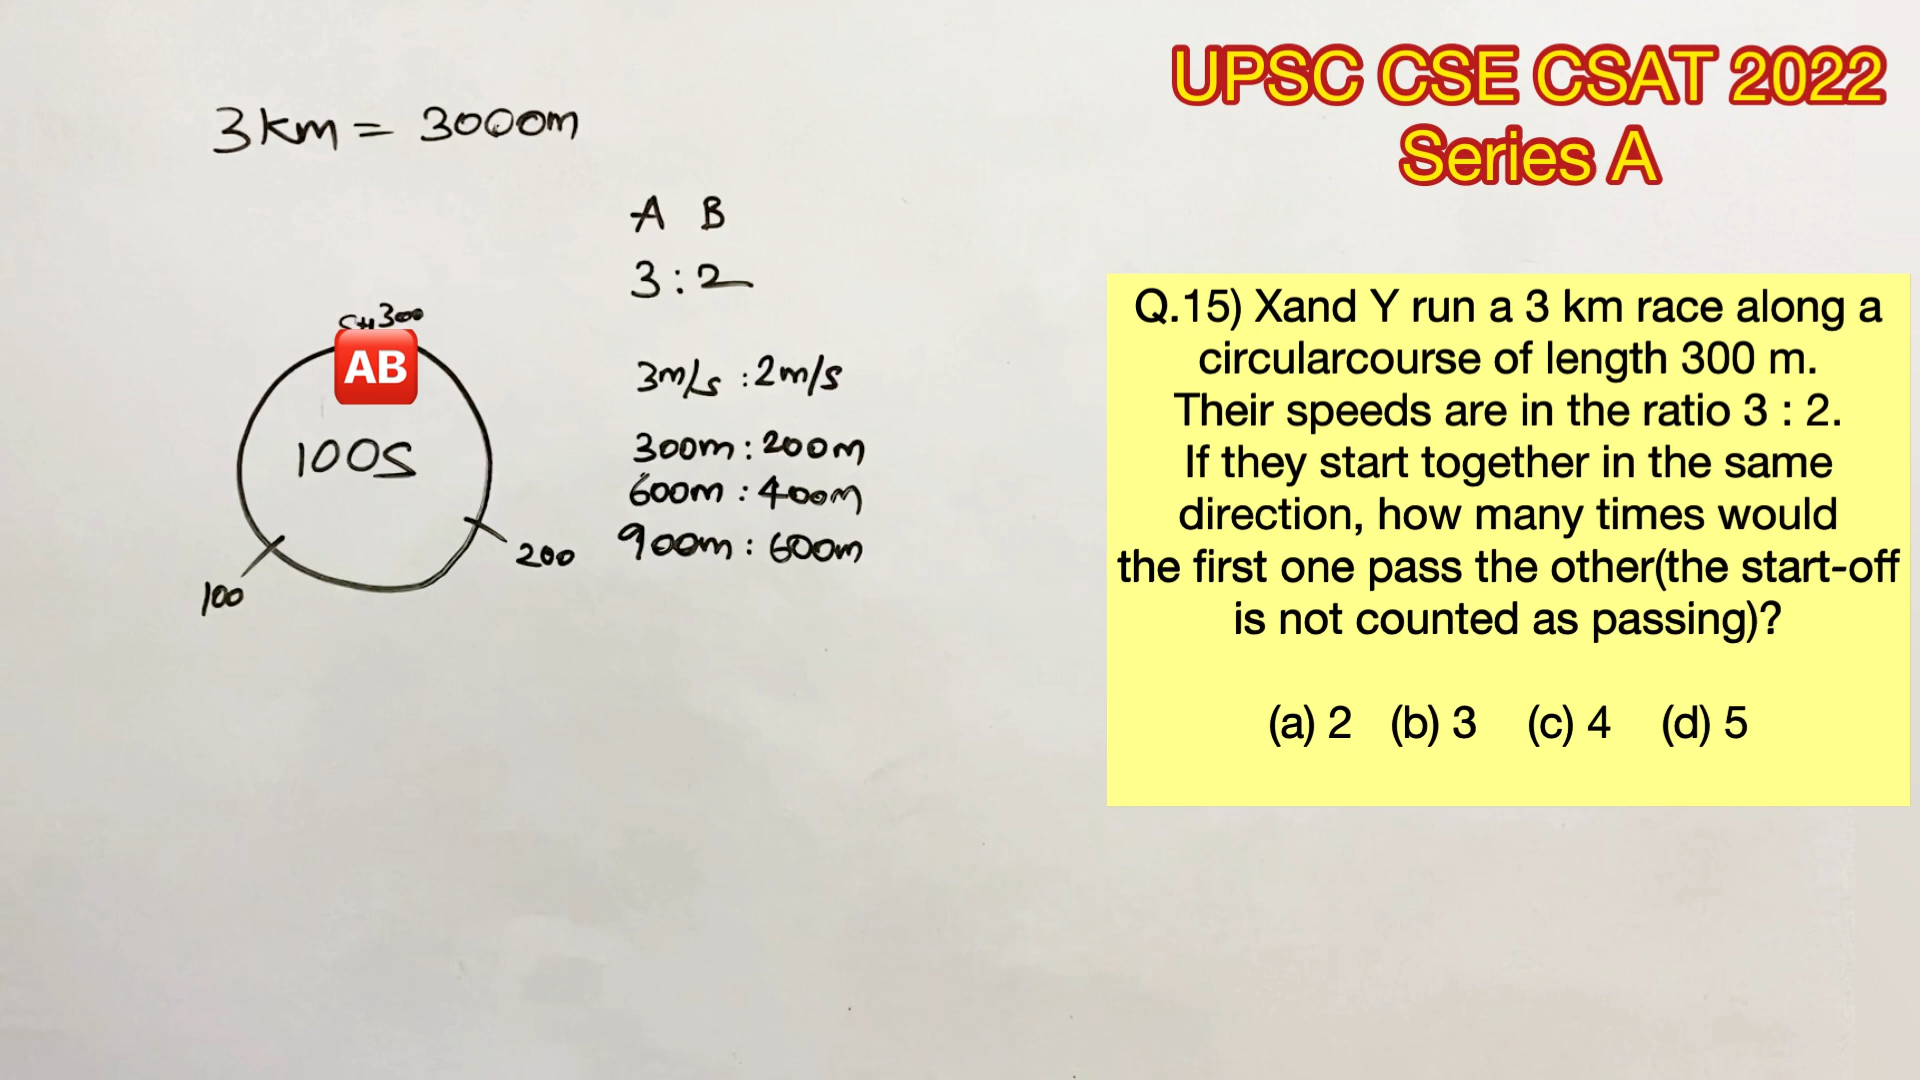 3km = 3000m
A B
3 : 2
3m/s : 2m/s
300m : 200m
600m : 400m
900m : 600m
300
AB
100s
200
100
UPSC CSE CSAT 2022
Series A
Q.15) Xand Y run a 3 km race along a
circularcourse of length 300 m.
Their speeds are in the ratio 3 : 2.
If they start together in the same
direction, how many times would
the first one pass the other(the start-off
is not counted as passing)?
(a) 2 (b) 3 (c) 4 (d) 5